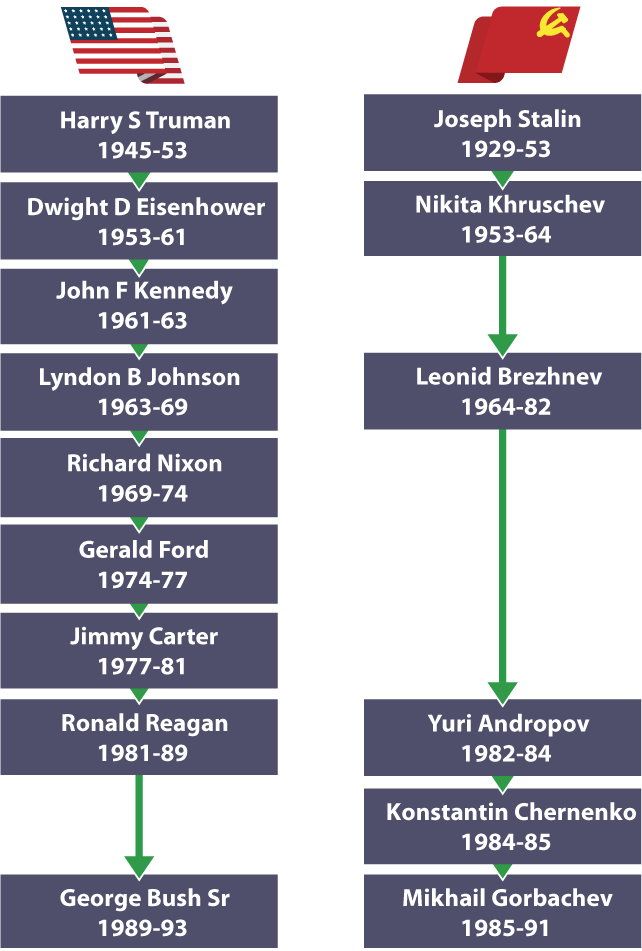 Harry S Truman
1945-53
Dwight D Eisenhower
1953-61
John F Kennedy
1961-63
Lyndon B Johnson
1963-69
Richard Nixon
1969-74
Gerald Ford
1974-77
Jimmy Carter
1977-81
Ronald Reagan
1981-89
George Bush Sr
1989-93
Joseph Stalin
1929-53
Nikita Khruschev
1953-64
Leonid Brezhnev
1964-82
Yuri Andropov
1982-84
Konstantin Chernenko
1984-85
Mikhail Gorbachev
1985-91